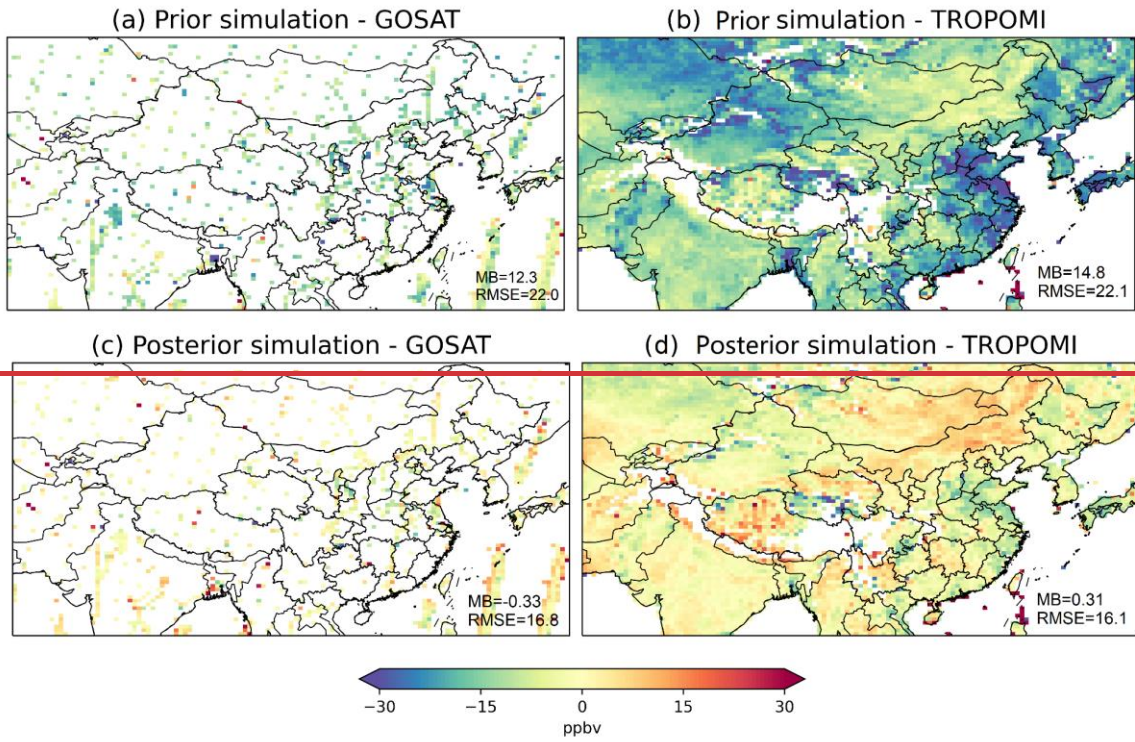 (a) Prior simulation - GOSAT
(b) Prior simulation - TROPOMI
MB=12.3
RMSE=22.0
MB=14.8
RMSE=22.1
(c) Posterior simulation - GOSAT
(d) Posterior simulation - TROPOMI
MB=-0.33
RMSE=16.8
MB=0.31
RMSE=16.1
−30 −15 0 15 30
ppbv